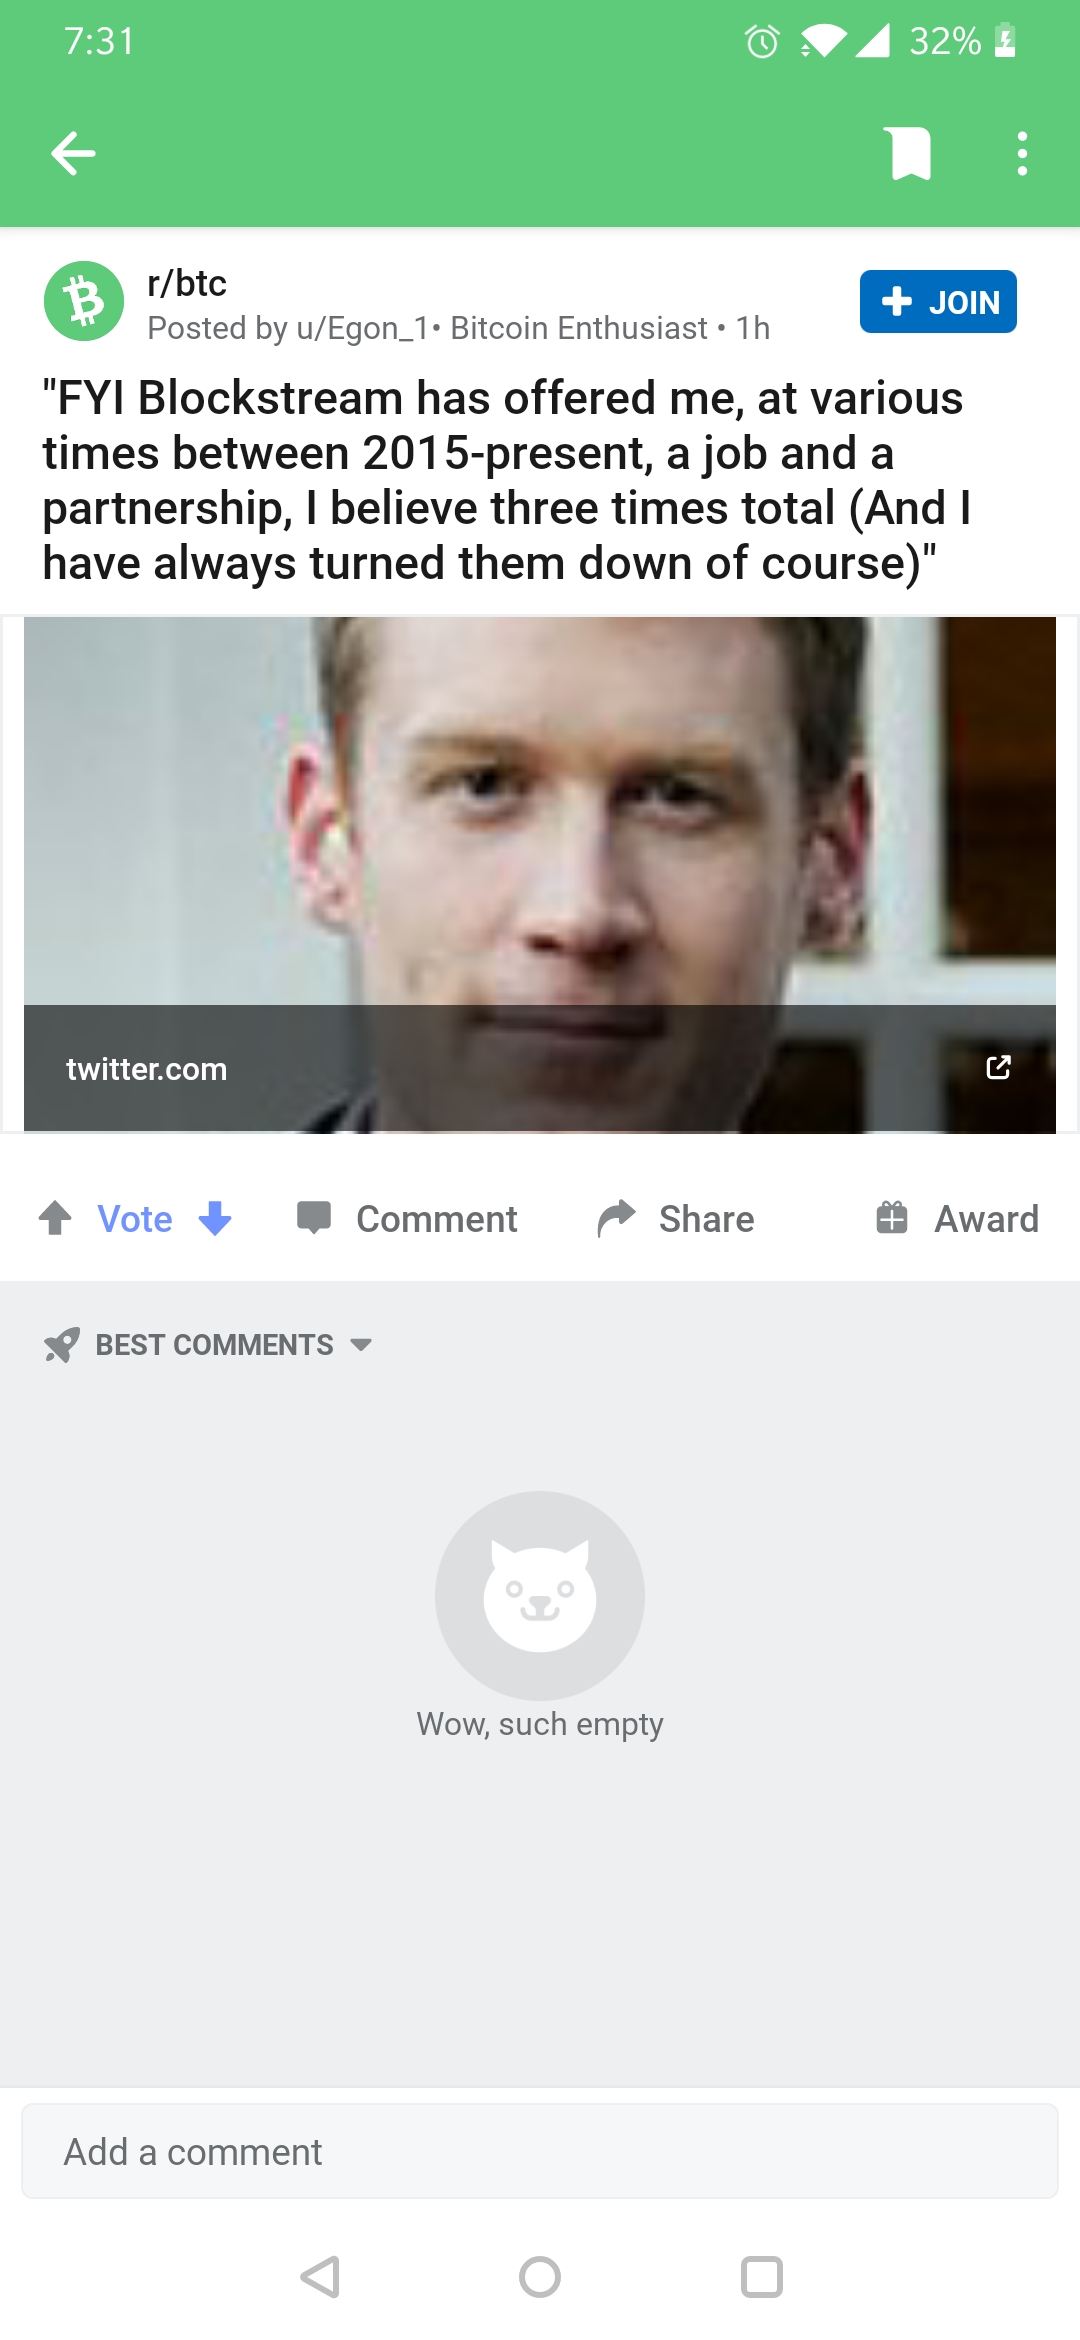 7:31
32%
r/btc
JOIN
Posted by u/Egon_1• Bitcoin Enthusiast • 1h
"FYI Blockstream has offered me, at various
times between 2015-present, a job and a
partnership, I believe three times total (And I
have always turned them down of course)"
twitter.com
Vote
Comment
Share
Award
BEST COMMENTS
Wow, such empty
Add a comment